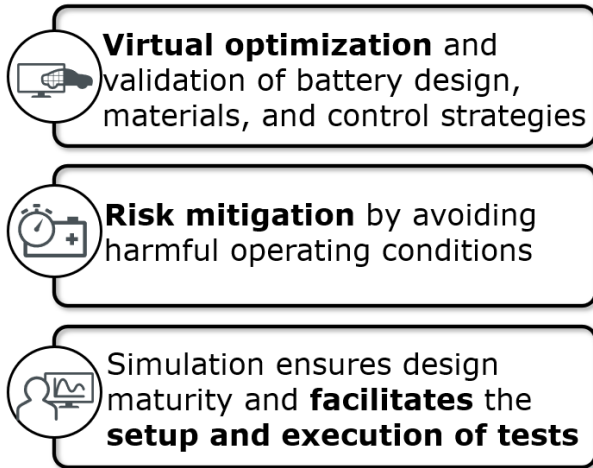 Virtual optimization and
validation of battery design,
materials, and control strategies
Risk mitigation by avoiding
harmful operating conditions
Simulation ensures design
maturity and facilitates the
setup and execution of tests